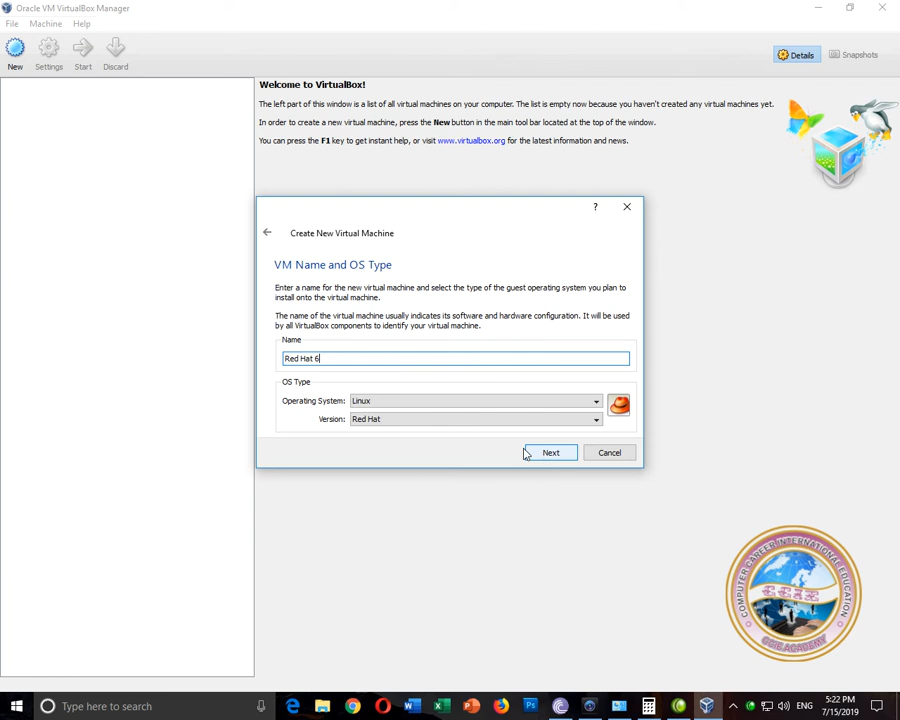 Oracle VM VirtualBox Manager
File Machine Help
New Settings Start Discard
Details Snapshots
Welcome to VirtualBox!
The left part of this window is a list of all virtual machines on your computer. The list is empty now because you haven't created any virtual machines yet.
In order to create a new virtual machine, press the New button in the main tool bar located at the top of the window.
You can press the F1 key to get instant help, or visit www.virtualbox.org for the latest information and news.
Create New Virtual Machine
VM Name and OS Type
Enter a name for the new virtual machine and select the type of the guest operating system you plan to
install onto the virtual machine.
The name of the virtual machine usually indicates its software and hardware configuration. It will be used
by all VirtualBox components to identify your virtual machine.
Name
Red Hat 6
OS Type
Operating System: Linux
Version: Red Hat
Next Cancel
COMPUTER CAREER INTERNATIONAL EDUCATION
CCIE
CCIE ACADEMY
Type here to search
ENG
5:22 PM
7/15/2019